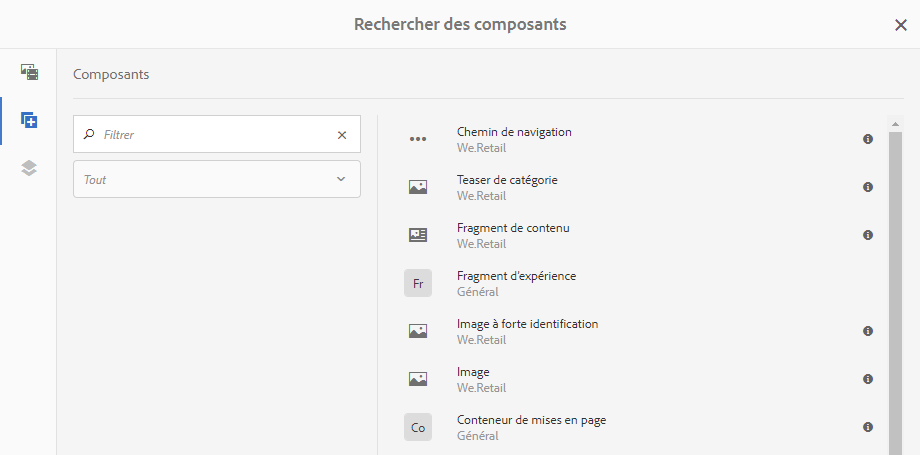 Rechercher des composants
Composants
Filtrer
Tout
Chemin de navigation
We.Retail
Teaser de catégorie
We.Retail
Fragment de contenu
We.Retail
Fr
Fragment d'expérience
Général
Image à forte identification
We.Retail
Image
We.Retail
Co
Conteneur de mises en page
Général